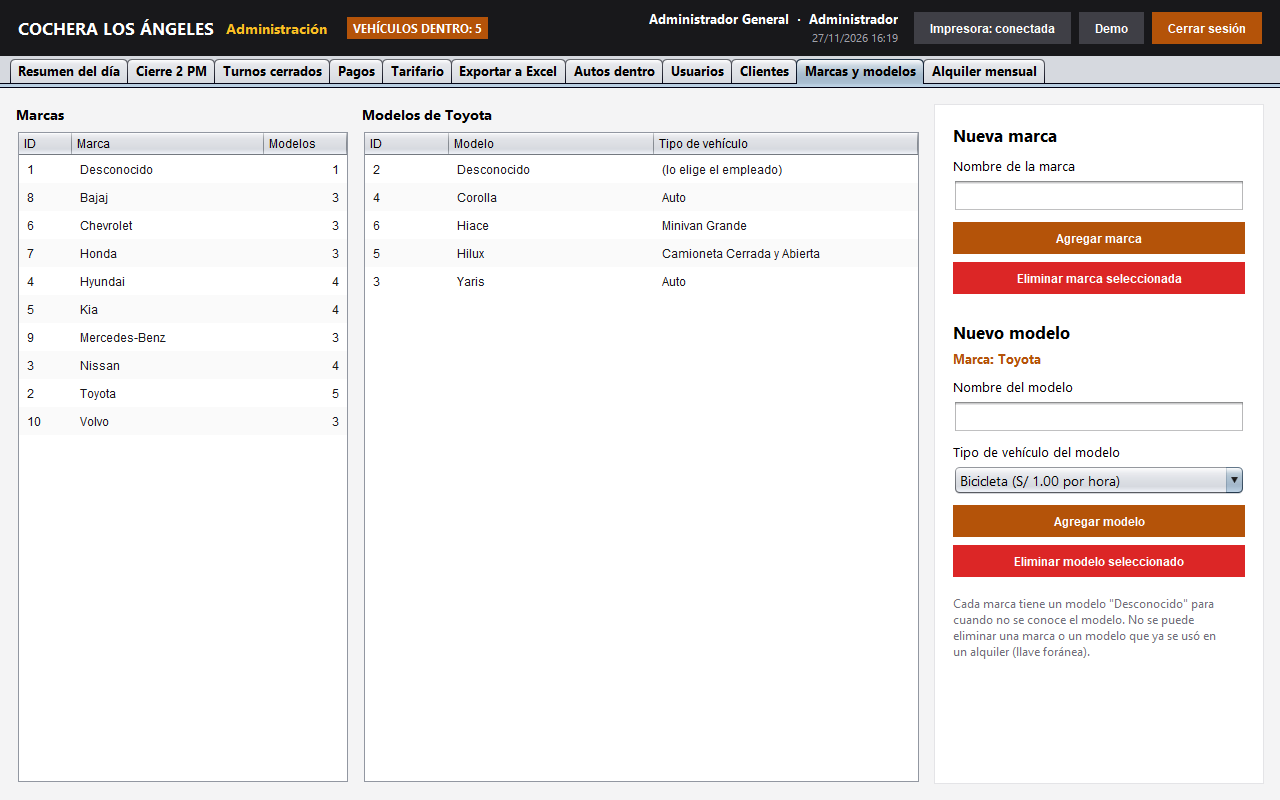 COCHERA LOS ÁNGELES Administración VEHÍCULOS DENTRO: 5
Administrador General · Administrador
27/11/2026 16:19
Impresora: conectada Demo Cerrar sesión
Resumen del día Cierre 2 PM Turnos cerrados Pagos Tarifario Exportar a Excel Autos dentro Usuarios Clientes Marcas y modelos Alquiler mensual
Marcas
ID Marca Modelos
1 Desconocido 1
8 Bajaj 3
6 Chevrolet 3
7 Honda 3
4 Hyundai 4
5 Kia 4
9 Mercedes-Benz 3
3 Nissan 4
2 Toyota 5
10 Volvo 3
Modelos de Toyota
ID Modelo Tipo de vehículo
2 Desconocido (lo elige el empleado)
4 Corolla Auto
6 Hiace Minivan Grande
5 Hilux Camioneta Cerrada y Abierta
3 Yaris Auto
Nueva marca
Nombre de la marca
Agregar marca
Eliminar marca seleccionada
Nuevo modelo
Marca: Toyota
Nombre del modelo
Tipo de vehículo del modelo
Bicicleta (S/ 1.00 por hora)
Agregar modelo
Eliminar modelo seleccionado
Cada marca tiene un modelo "Desconocido" para
cuando no se conoce el modelo. No se puede
eliminar una marca o un modelo que ya se usó en
un alquiler (llave foránea).